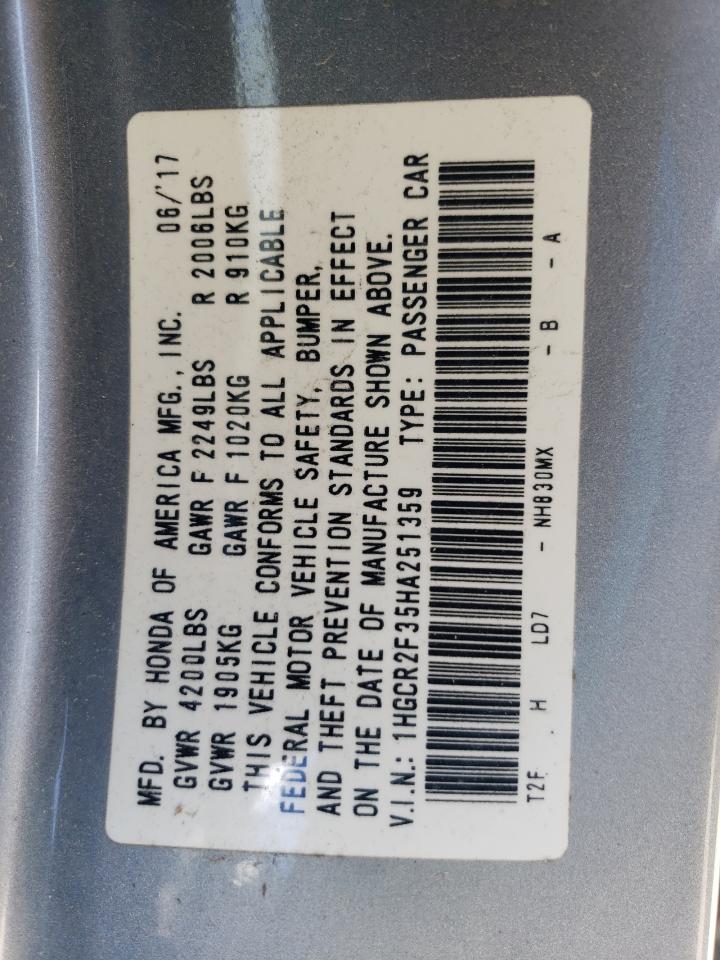 MFD. BY HONDA OF AMERICA MFG., INC. 06/'17
GVWR 4200LBS GAWR F 2249LBS R 2006LBS
GVWR 1905KG GAWR F 1020KG R 910KG
THIS VEHICLE CONFORMS TO ALL APPLICABLE
FEDERAL MOTOR VEHICLE SAFETY, BUMPER,
AND THEFT PREVENTION STANDARDS IN EFFECT
ON THE DATE OF MANUFACTURE SHOWN ABOVE.
V.I.N.: 1HGCR2F35HA251359 TYPE: PASSENGER CAR
T2F . H LD7 - NH830MX - B - A